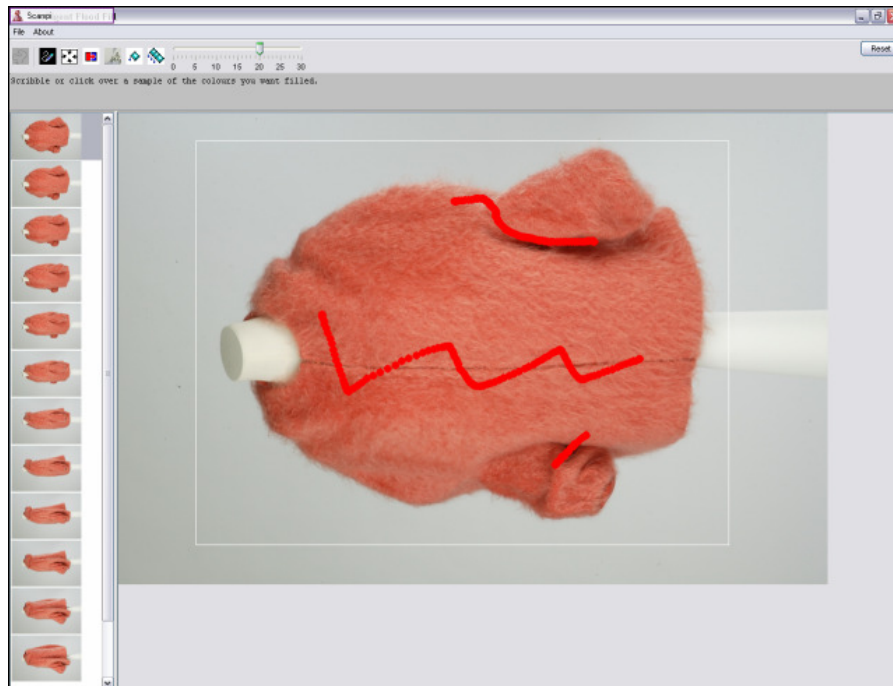 Scanpi
File About
0 5 10 15 20 25 30
Reset
Scribble or click over a sample of the colours you want filled.